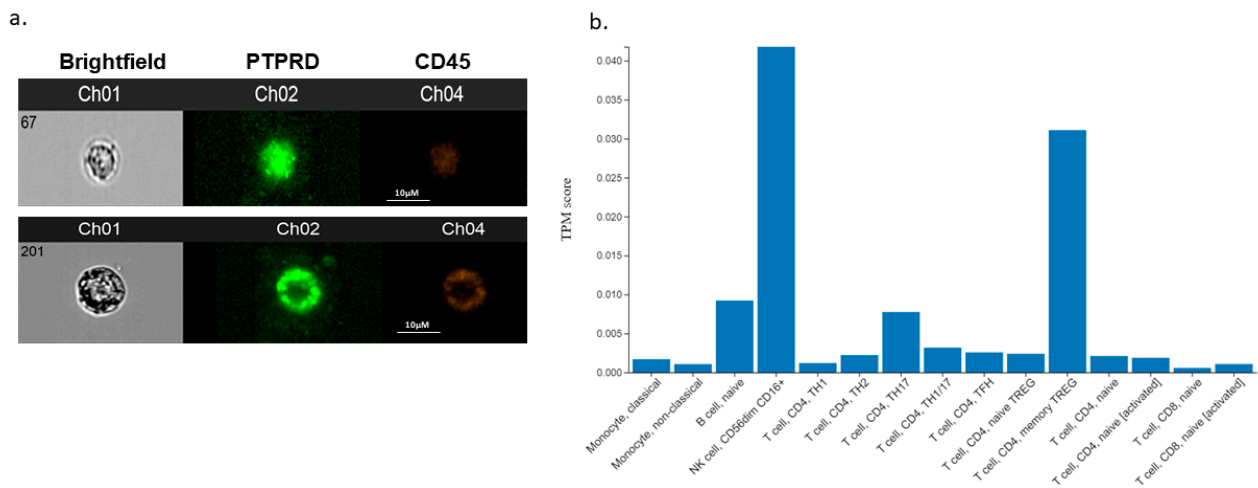 a.
Brightfield PTPRD CD45
Ch01 Ch02 Ch04
67
10µM
Ch01 Ch02 Ch04
201
10µM
b.
TPM score
0.040
0.035
0.030
0.025
0.020
0.015
0.010
0.005
0.000
Monocyte, classical
Monocyte, non-classical
B cell, naive
NK cell, CD56dim CD16+
T cell, CD4, TH1
T cell, CD4, TH2
T cell, CD4, TH17
T cell, CD4, TH1/17
T cell, CD4, TFH
T cell, CD4, naive TREG
T cell, CD4, memory TREG
T cell, CD4, naive
T cell, CD4, naive [activated]
T cell, CD8, naive
T cell, CD8, naive [activated]